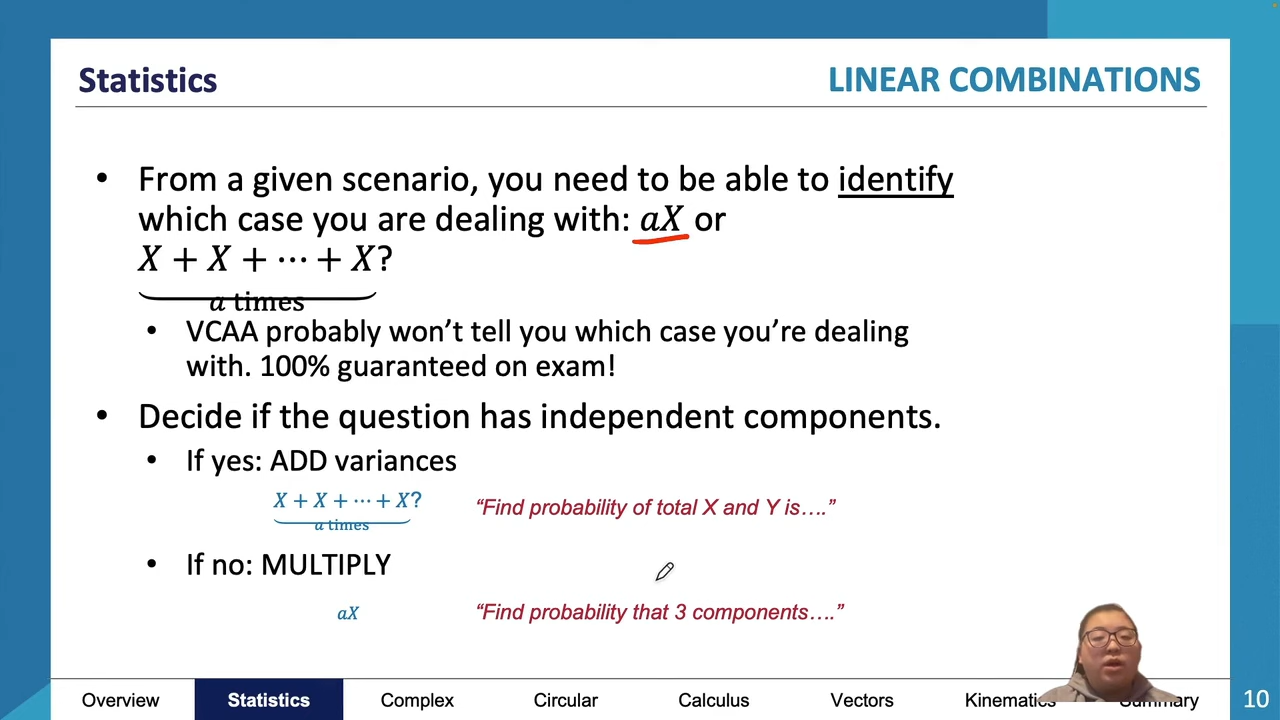 Statistics
LINEAR COMBINATIONS
• From a given scenario, you need to be able to identify
which case you are dealing with: aX or
X + X + ⋯ + X?
a times
• VCAA probably won’t tell you which case you’re dealing
with. 100% guaranteed on exam!
• Decide if the question has independent components.
• If yes: ADD variances
X + X + ⋯ + X?
a times
“Find probability of total X and Y is….”
• If no: MULTIPLY
aX
“Find probability that 3 components….”
Overview
Statistics
Complex
Circular
Calculus
Vectors
Kinematics
Summary
10